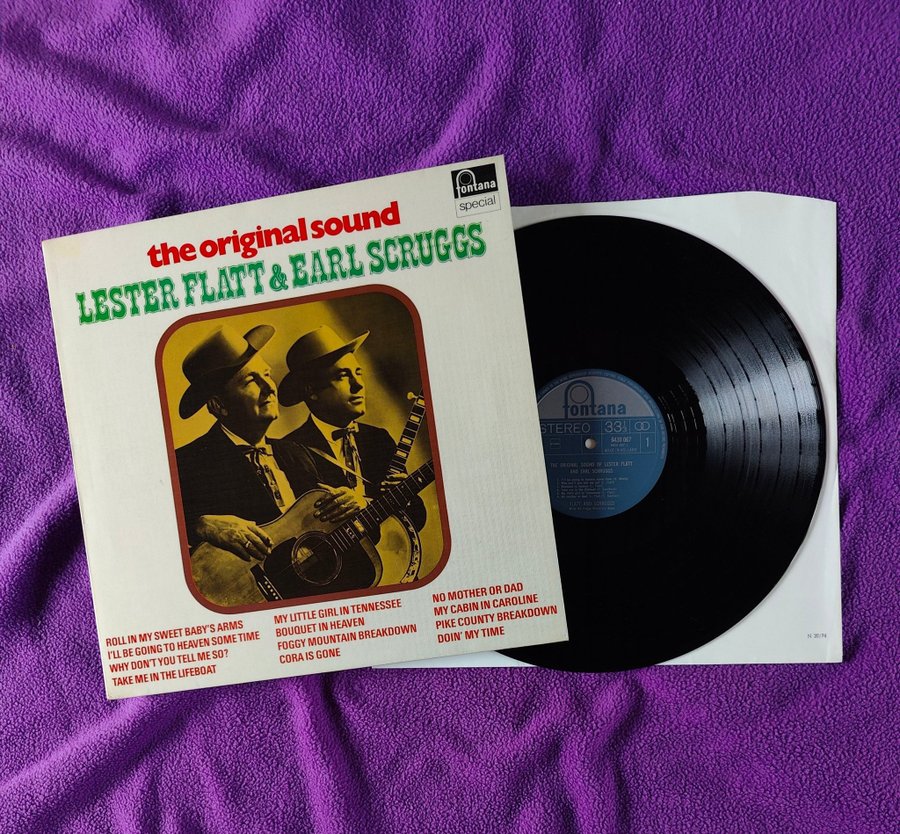 fontana
special
the original sound
LESTER FLATT & EARL SCRUGGS
ROLL IN MY SWEET BABY'S ARMS
I'LL BE GOING TO HEAVEN SOME TIME
WHY DON'T YOU TELL ME SO?
TAKE ME IN THE LIFEBOAT
MY LITTLE GIRL IN TENNESSEE
BOUQUET IN HEAVEN
FOGGY MOUNTAIN BREAKDOWN
CORA IS GONE
NO MOTHER OR DAD
MY CABIN IN CAROLINE
PIKE COUNTY BREAKDOWN
DOIN' MY TIME
fontana
STEREO 33⅓
1
THE ORIGINAL SOUND OF LESTER FLATT
AND EARL SCRUGGS
FLATT AND SCRUGGS